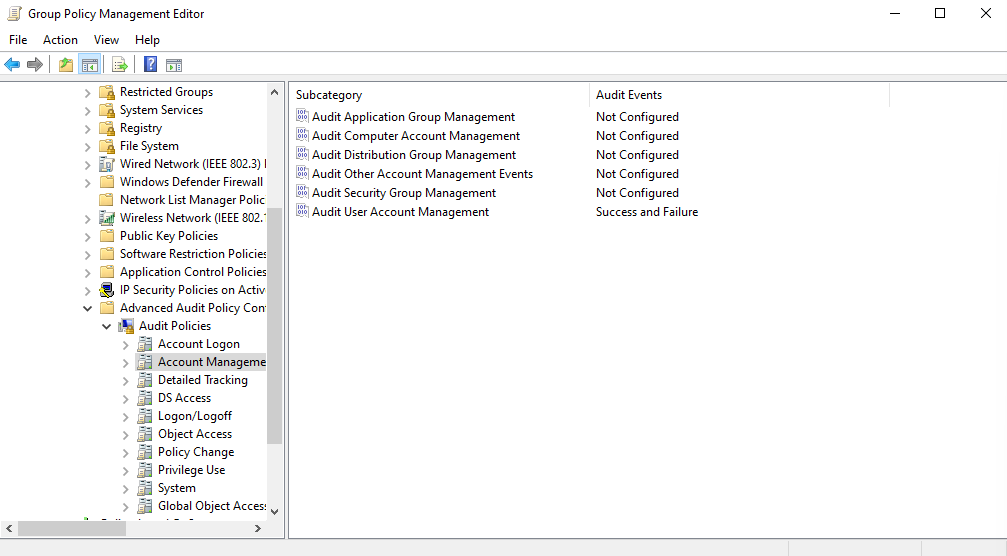 Group Policy Management Editor
File Action View Help
Restricted Groups
System Services
Registry
File System
Wired Network (IEEE 802.3)
Windows Defender Firewall
Network List Manager Polic
Wireless Network (IEEE 802.
Public Key Policies
Software Restriction Policies
Application Control Policies
IP Security Policies on Activ
Advanced Audit Policy Con
Audit Policies
Account Logon
Account Manageme
Detailed Tracking
DS Access
Logon/Logoff
Object Access
Policy Change
Privilege Use
System
Global Object Access
Subcategory Audit Events
Audit Application Group Management Not Configured
Audit Computer Account Management Not Configured
Audit Distribution Group Management Not Configured
Audit Other Account Management Events Not Configured
Audit Security Group Management Not Configured
Audit User Account Management Success and Failure